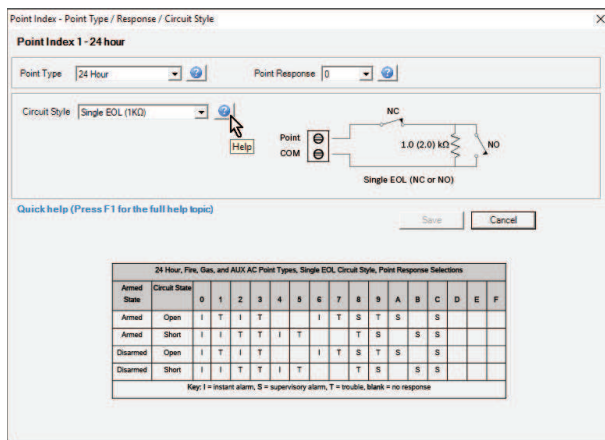 Point Index - Point Type / Response / Circuit Style
Point Index 1 - 24 hour
Point Type 24 Hour Point Response 0
Circuit Style Single EOL (1KΩ)
Help
NC
Point
COM
1.0 (2.0) kΩ
NO
Single EOL (NC or NO)
Quick help (Press F1 for the full help topic)
Save Cancel
24 Hour, Fire, Gas, and AUX AC Point Types, Single EOL Circuit Style, Point Response Selections
Armed State Circuit State 0 1 2 3 4 5 6 7 8 9 A B C D E F
Armed Open I T I T I T S T S S
Armed Short I I T T I T T S S S
Disarmed Open I T I T I T S T S S
Disarmed Short I I T T I T T S S S
Key: I = instant alarm, S = supervisory alarm, T = trouble, blank = no response